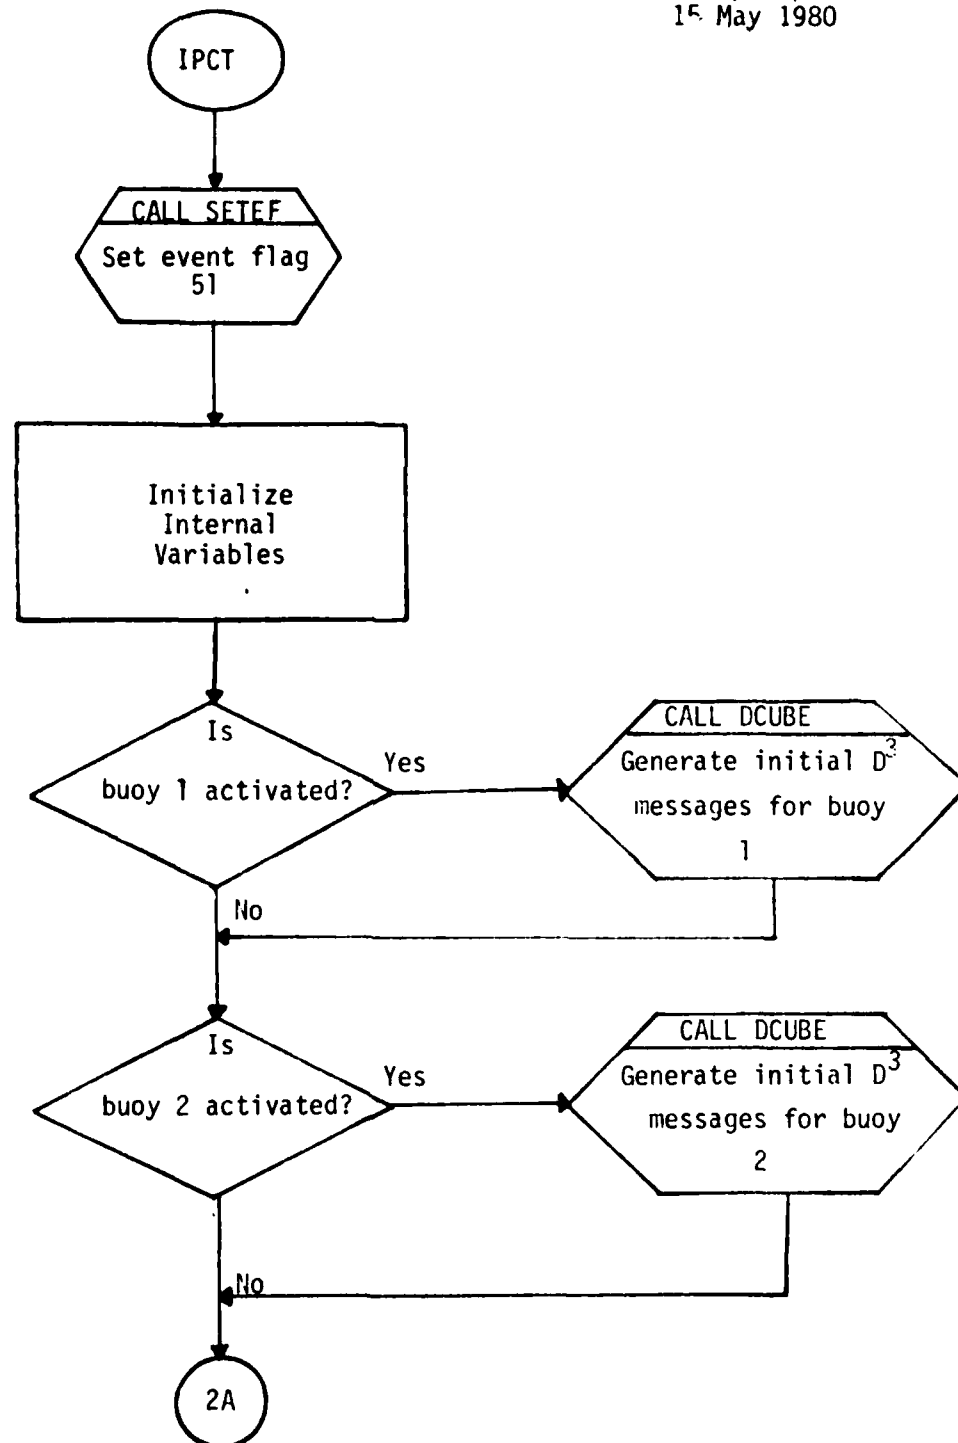 15 May 1980
IPCT
CALL SETEF
Set event flag
51
Initialize
Internal
Variables
Is
buoy 1 activated?
Yes
CALL DCUBE
Generate initial D³
messages for buoy
1
No
Is
buoy 2 activated?
Yes
CALL DCUBE
Generate initial D³
messages for buoy
2
No
2A